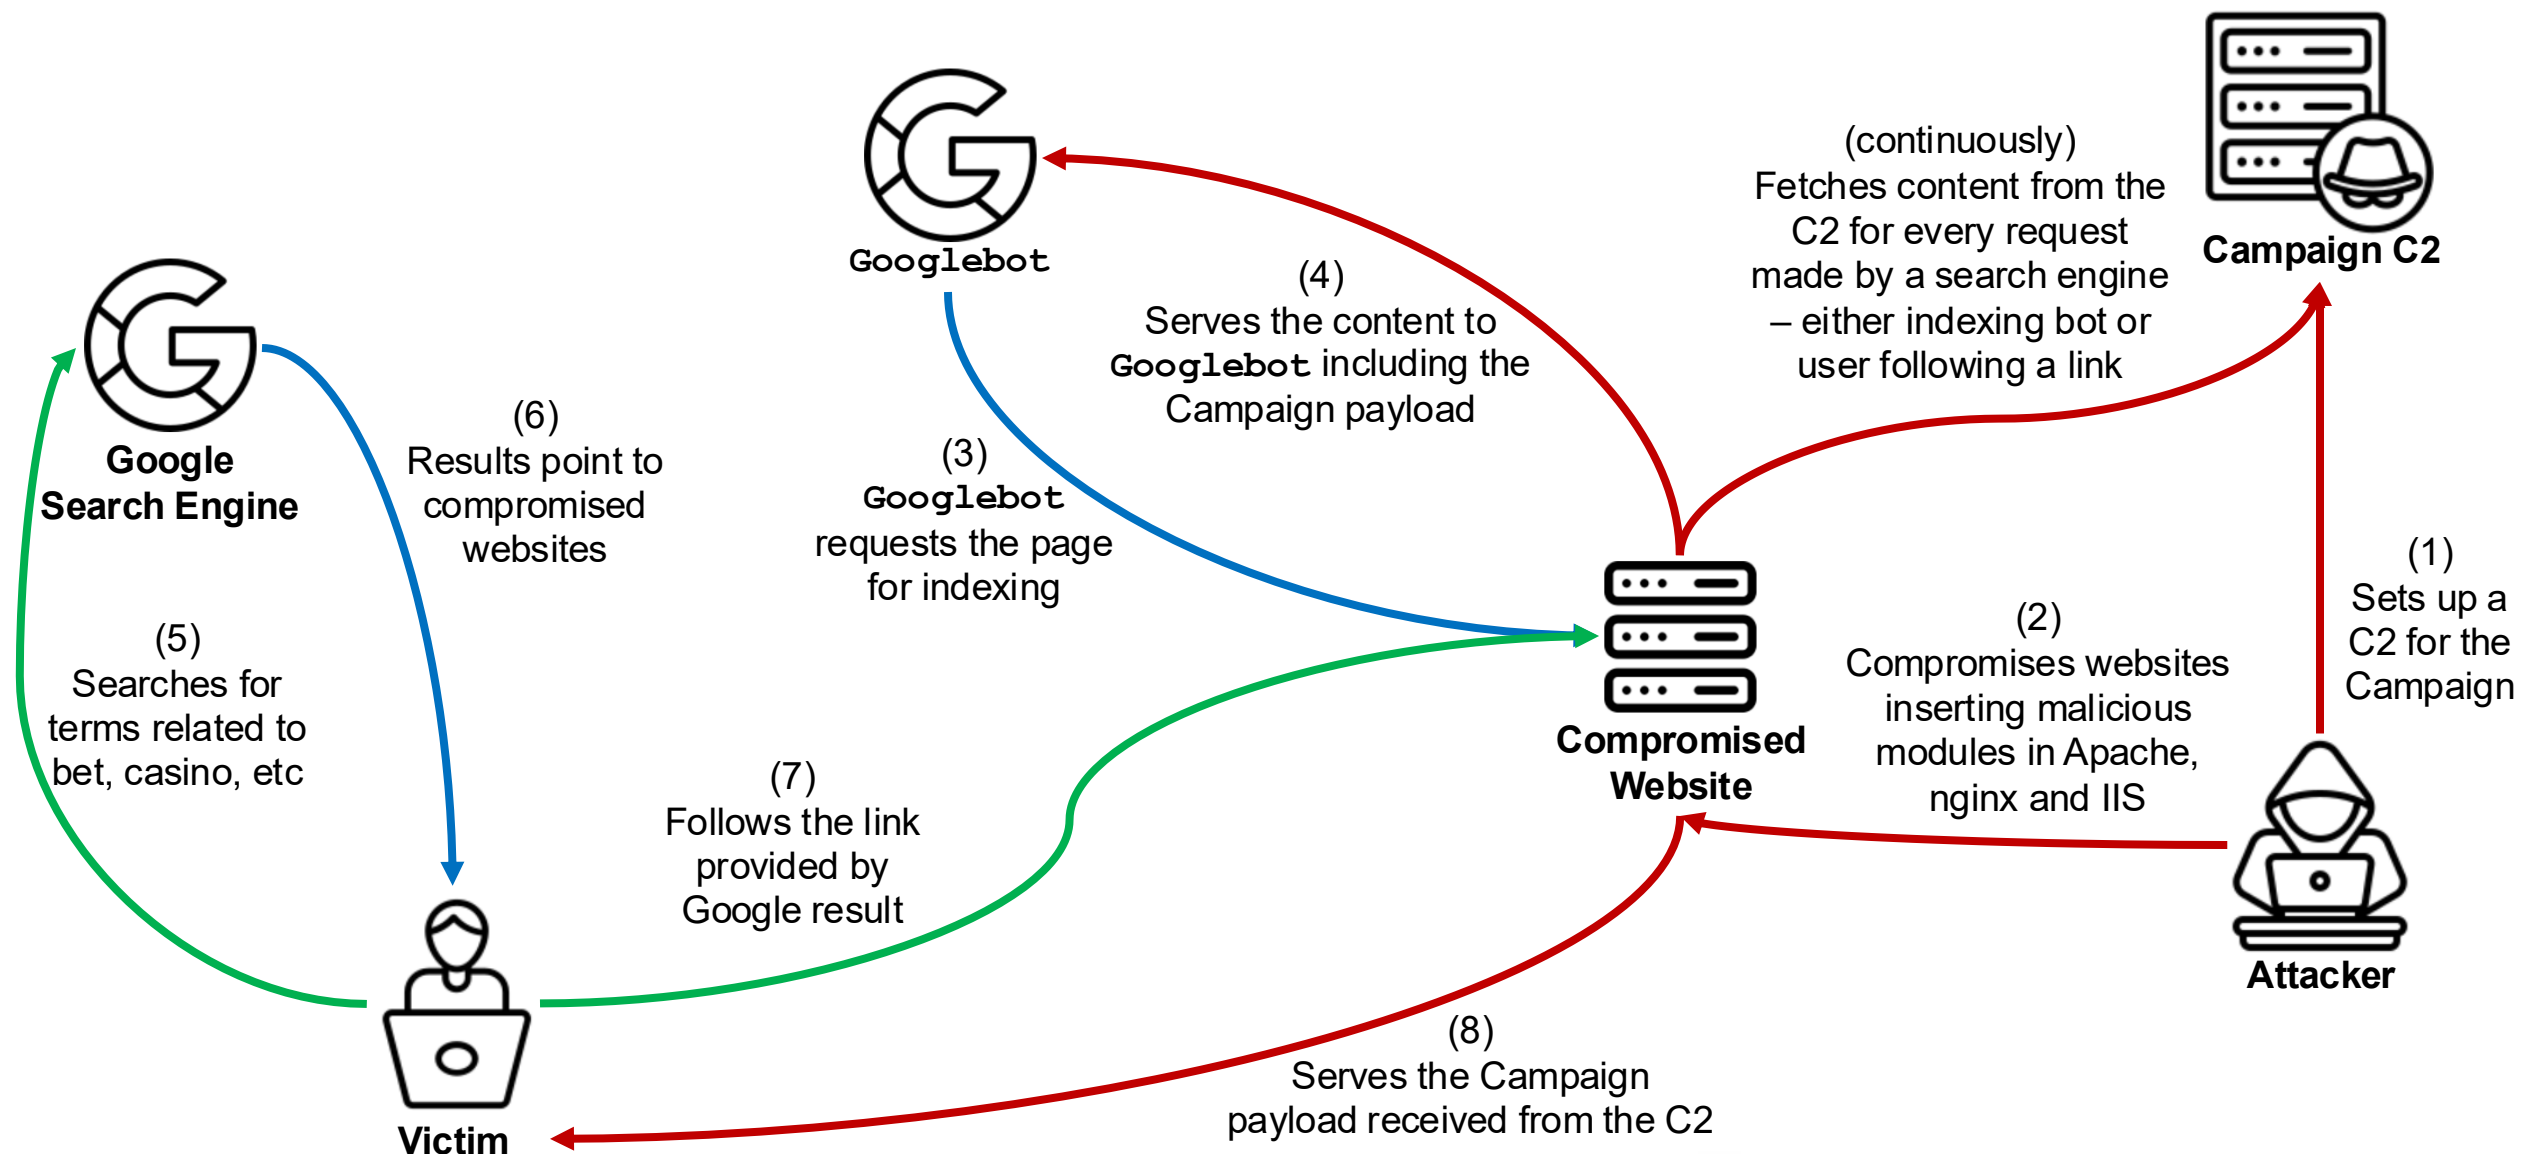 (continuously)
Fetches content from the
C2 for every request
made by a search engine
– either indexing bot or
user following a link
Campaign C2
Googlebot
(4)
Serves the content to
Googlebot including the
Campaign payload
Google
Search Engine
(6)
Results point to
compromised
websites
(3)
Googlebot
requests the page
for indexing
(1)
Sets up a
C2 for the
Campaign
(2)
Compromises websites
inserting malicious
modules in Apache,
nginx and IIS
(5)
Searches for
terms related to
bet, casino, etc
Compromised
Website
(7)
Follows the link
provided by
Google result
Attacker
(8)
Serves the Campaign
payload received from the C2
Victim